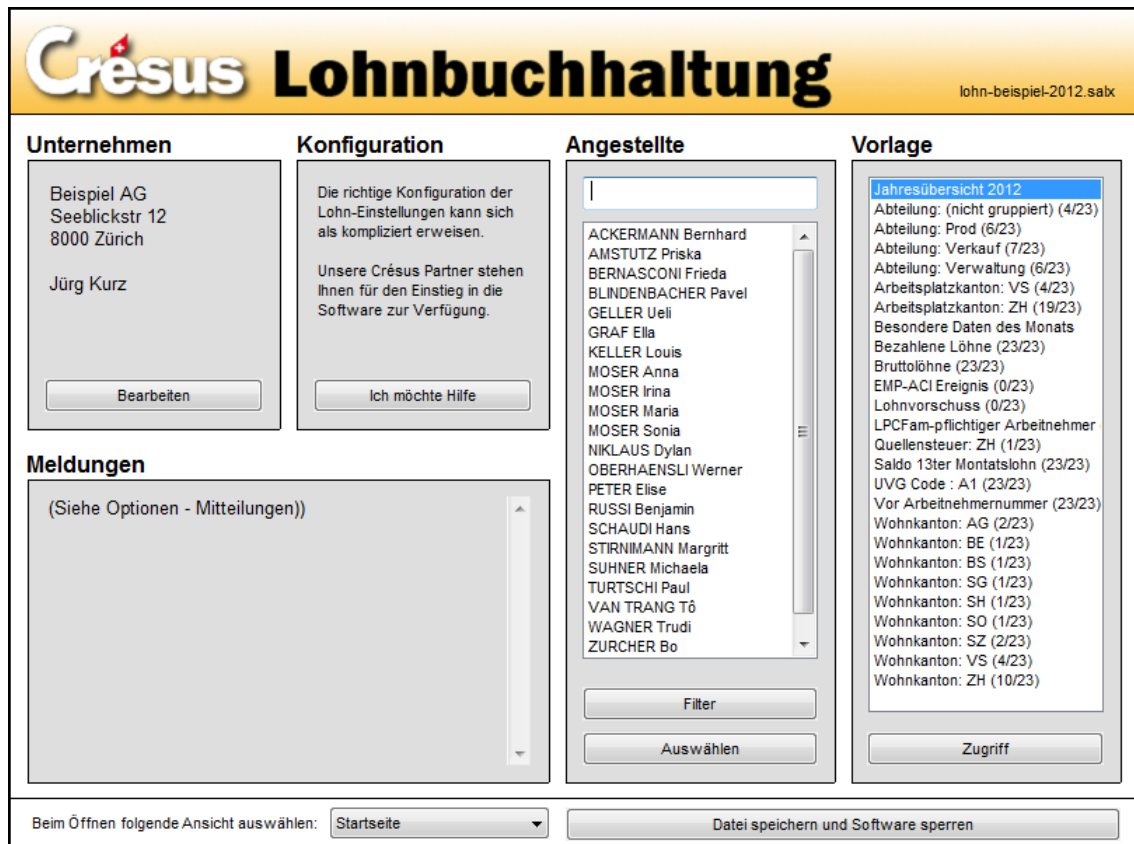 Crésus Lohnbuchhaltung
lohn-beispiel-2012.salx
Unternehmen
Beispiel AG
Seeblickstr 12
8000 Zürich
Jürg Kurz
Bearbeiten
Konfiguration
Die richtige Konfiguration der
Lohn-Einstellungen kann sich
als kompliziert erweisen.
Unsere Crésus Partner stehen
Ihnen für den Einstieg in die
Software zur Verfügung.
Ich möchte Hilfe
Meldungen
(Siehe Optionen - Mitteilungen))
Angestellte
ACKERMANN Bernhard
AMSTUTZ Priska
BERNASCONI Frieda
BLINDENBACHER Pavel
GELLER Ueli
GRAF Ella
KELLER Louis
MOSER Anna
MOSER Irina
MOSER Maria
MOSER Sonia
NIKLAUS Dylan
OBERHAENSLI Werner
PETER Elise
RUSSI Benjamin
SCHAUDI Hans
STIRNIMANN Margritt
SUHNER Michaela
TURTSCHI Paul
VAN TRANG Tô
WAGNER Trudi
ZURCHER Bo
Filter
Auswählen
Vorlage
Jahresübersicht 2012
Abteilung: (nicht gruppiert) (4/23)
Abteilung: Prod (6/23)
Abteilung: Verkauf (7/23)
Abteilung: Verwaltung (6/23)
Arbeitsplatzkanton: VS (4/23)
Arbeitsplatzkanton: ZH (19/23)
Besondere Daten des Monats
Bezahlene Löhne (23/23)
Bruttolöhne (23/23)
EMP-ACI Ereignis (0/23)
Lohnvorschuss (0/23)
LPCFam-pflichtiger Arbeitnehmer
Quellensteuer: ZH (1/23)
Saldo 13ter Montatslohn (23/23)
UVG Code : A1 (23/23)
Vor Arbeitnehmernummer (23/23)
Wohnkanton: AG (2/23)
Wohnkanton: BE (1/23)
Wohnkanton: BS (1/23)
Wohnkanton: SG (1/23)
Wohnkanton: SH (1/23)
Wohnkanton: SO (1/23)
Wohnkanton: SZ (2/23)
Wohnkanton: VS (4/23)
Wohnkanton: ZH (10/23)
Zugriff
Beim Öffnen folgende Ansicht auswählen: Startseite
Datei speichern und Software sperren